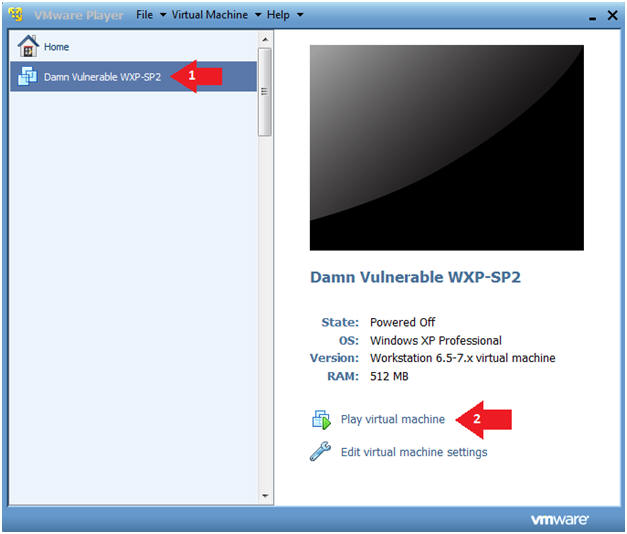 VMware Player File Virtual Machine Help
Home
Damn Vulnerable WXP-SP2 1
Damn Vulnerable WXP-SP2
State: Powered Off
OS: Windows XP Professional
Version: Workstation 6.5-7.x virtual machine
RAM: 512 MB
Play virtual machine 2
Edit virtual machine settings
vmware